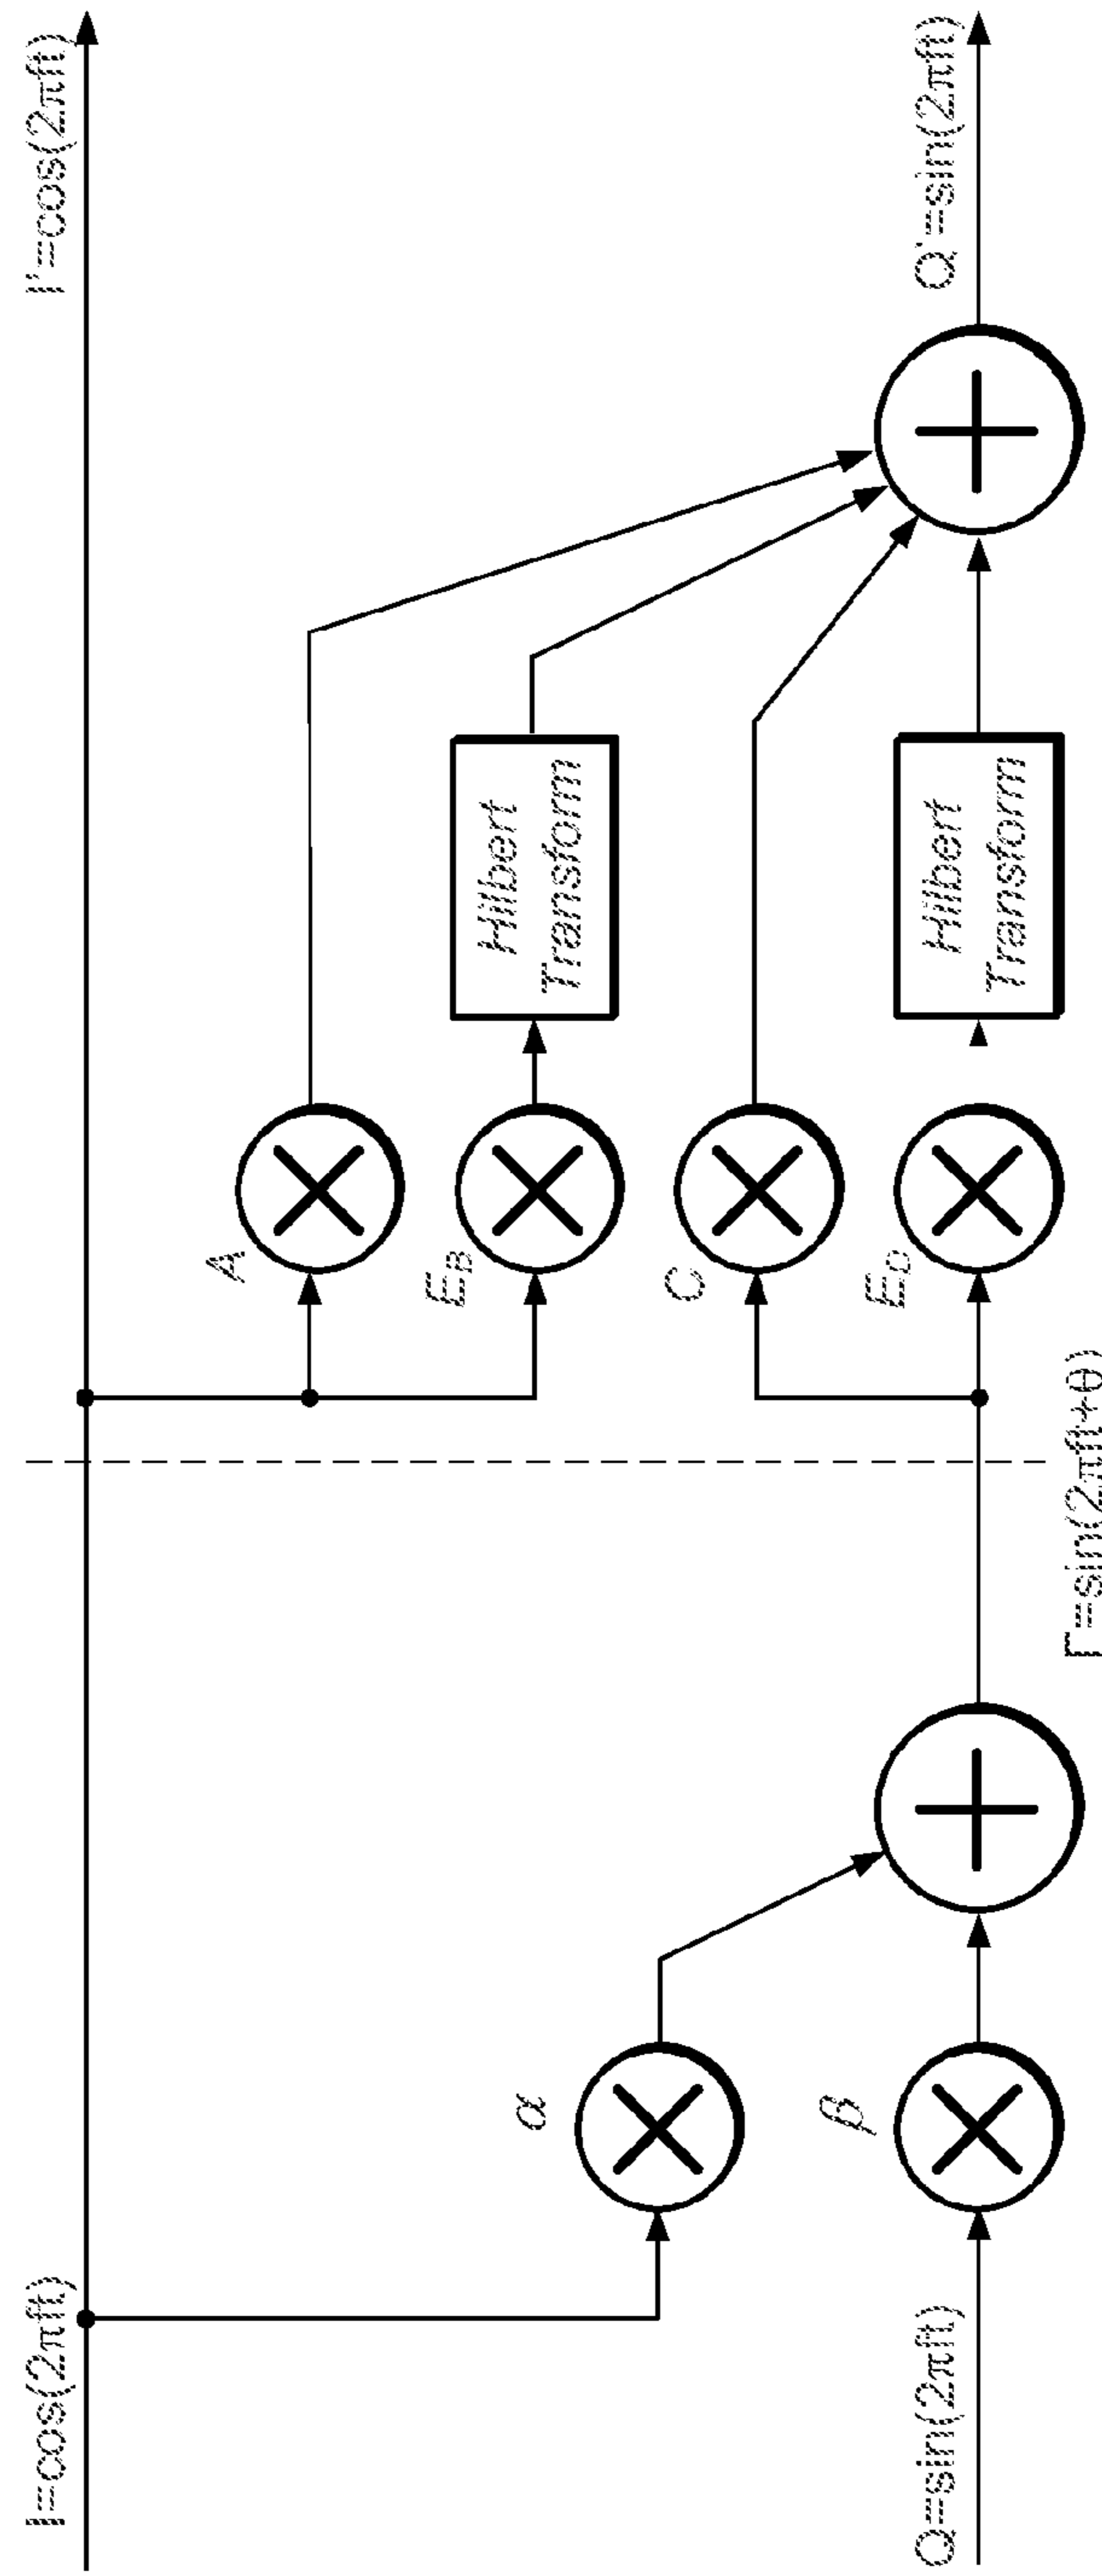 I=cos(2πft)
I'=cos(2πft)
A
E_B
Hilbert
Transform
C
E_D
Hilbert
Transform
α
β
Q=sin(2πft)
Γ=sin(2πft+θ)
Q'=sin(2πft)